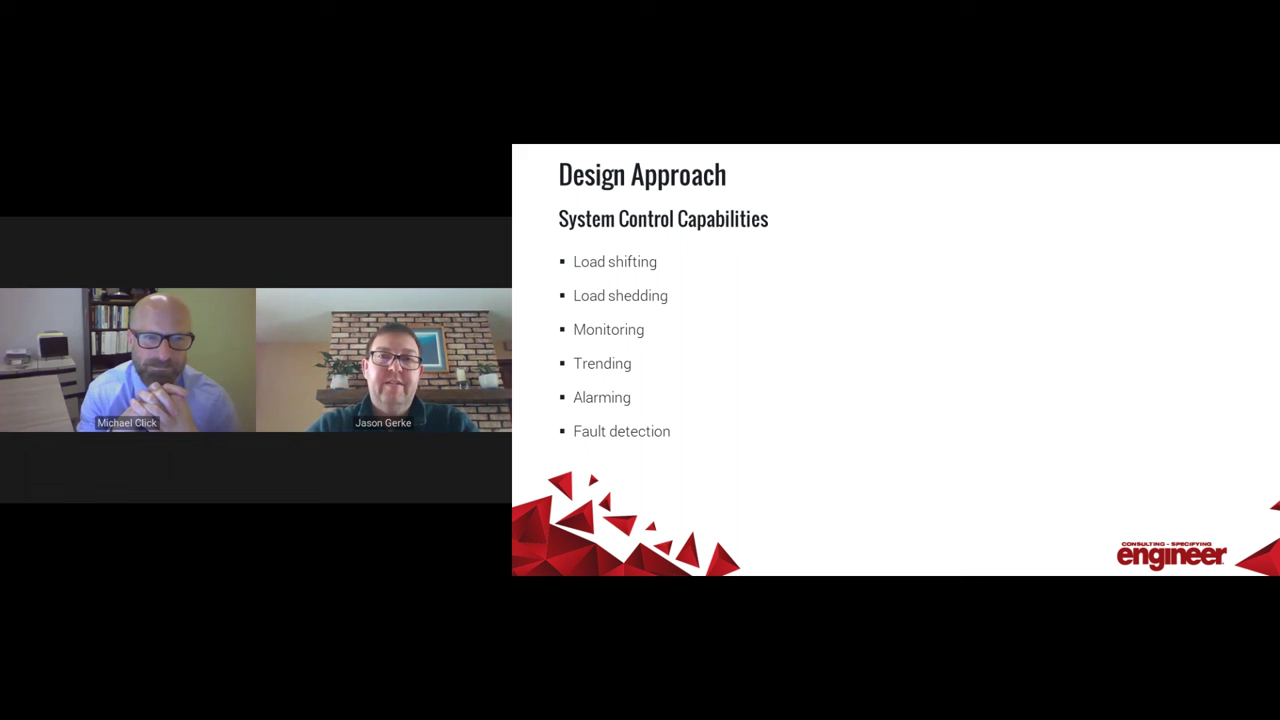 Design Approach
System Control Capabilities
▪ Load shifting
▪ Load shedding
▪ Monitoring
▪ Trending
▪ Alarming
▪ Fault detection
Michael Click
Jason Gerke
CONSULTING - SPECIFYING
engineer